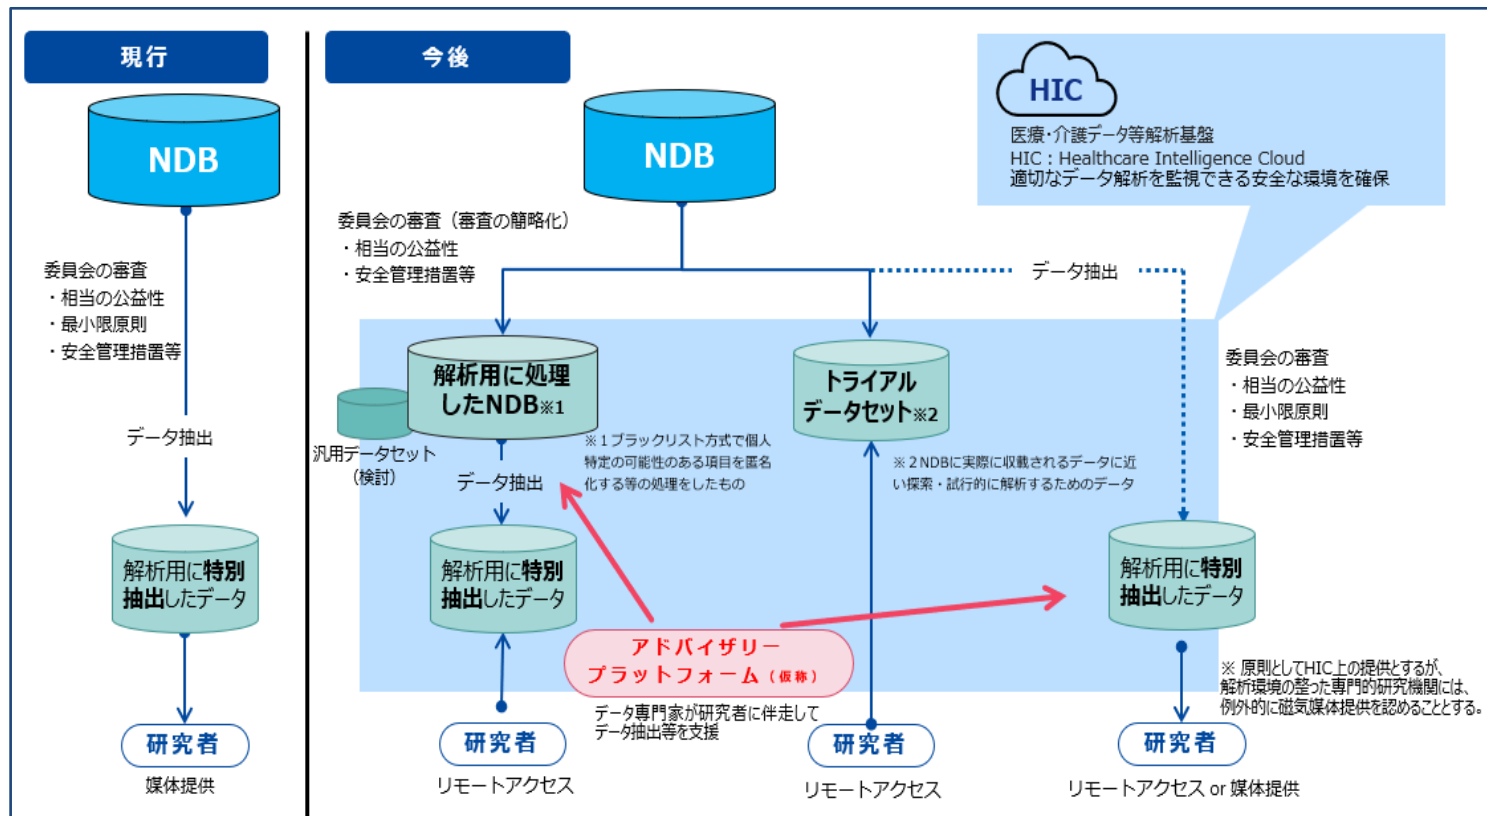 現行
NDB
委員会の審査
・相当の公益性
・最小限原則
・安全管理措置等
データ抽出
解析用に特別
抽出したデータ
研究者
媒体提供
今後
NDB
HIC
医療・介護データ等解析基盤
HIC：Healthcare Intelligence Cloud
適切なデータ解析を監視できる安全な環境を確保
委員会の審査（審査の簡略化）
・相当の公益性
・安全管理措置等
データ抽出
解析用に処理
したNDB※1
汎用データセット
（検討）
データ抽出
※１ブラックリスト方式で個人
特定の可能性のある項目を匿名
化する等の処理をしたもの
トライアル
データセット※2
※２NDBに実際に収載されるデータに近
い探索・試行的に解析するためのデータ
委員会の審査
・相当の公益性
・最小限原則
・安全管理措置等
解析用に特別
抽出したデータ
解析用に特別
抽出したデータ
アドバイザリー
プラットフォーム（仮称）
データ専門家が研究者に伴走して
データ抽出等を支援
※ 原則としてHIC上の提供とするが、
解析環境の整った専門的研究機関には、
例外的に磁気媒体提供を認めることとする。
研究者
リモートアクセス
研究者
リモートアクセス
研究者
リモートアクセス or 媒体提供